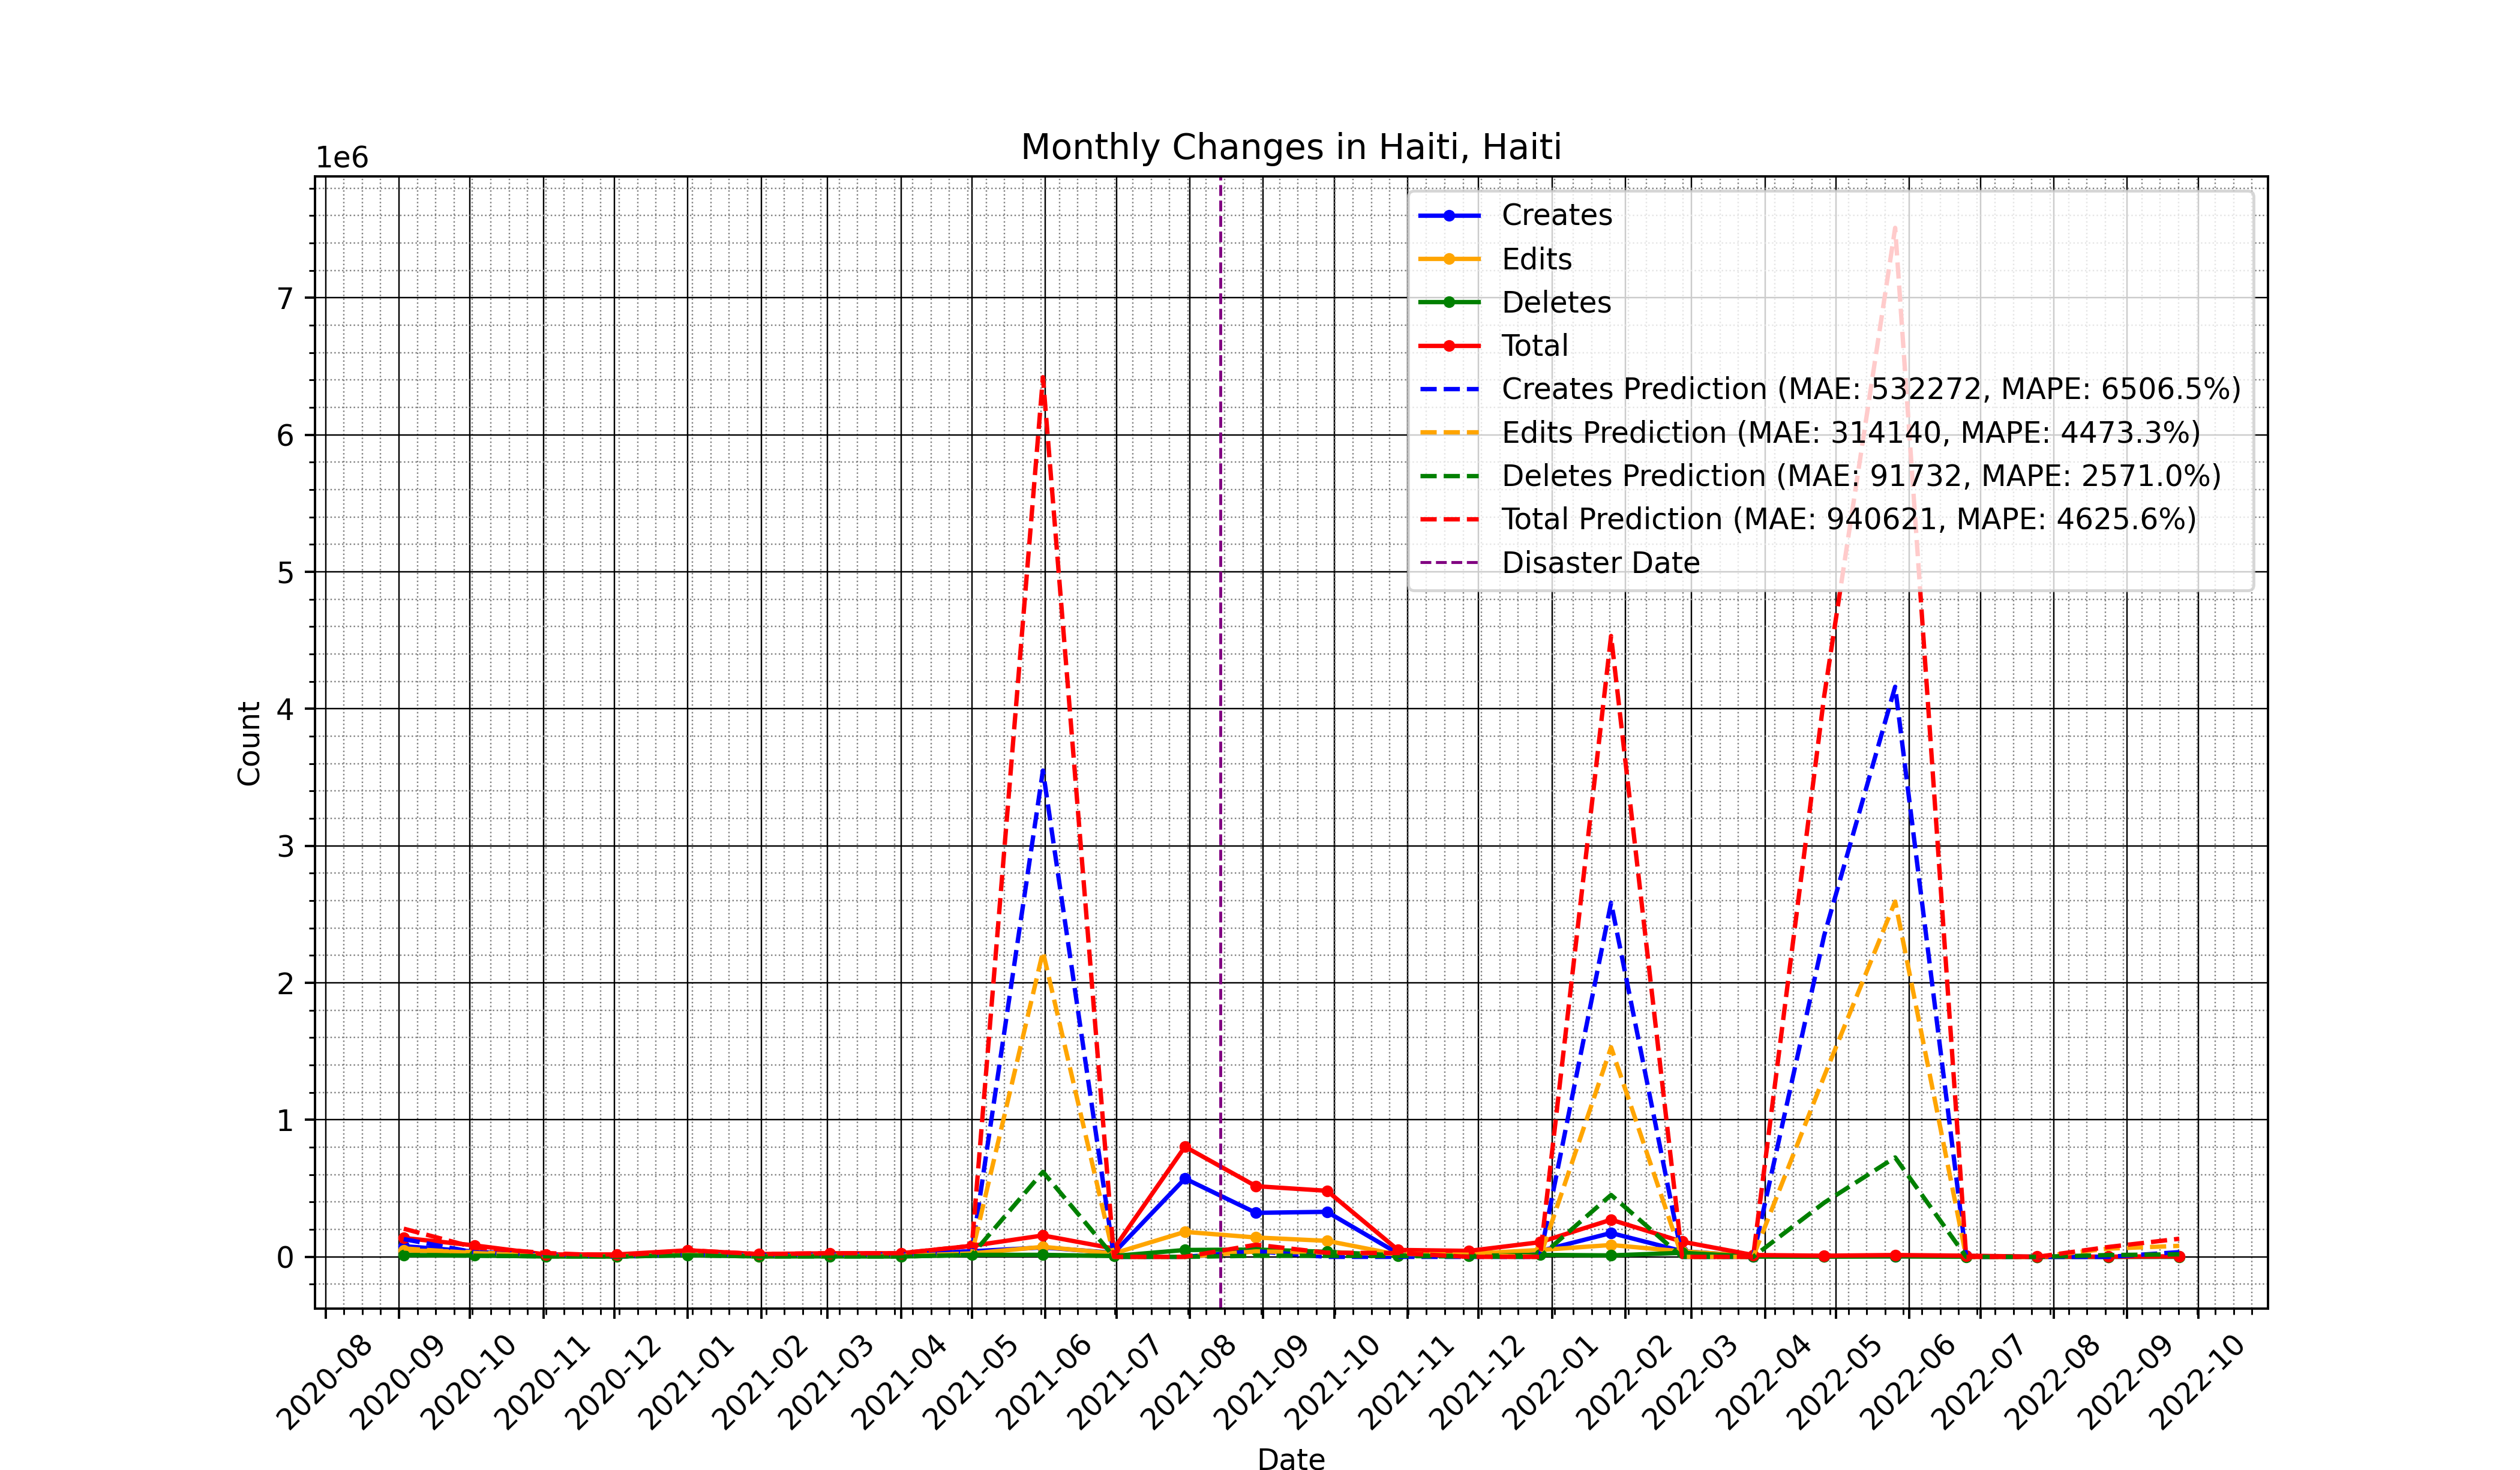 Monthly Changes in Haiti, Haiti
1e6
7
6
5
4
3
2
1
0
Count
Creates
Edits
Deletes
Total
Creates Prediction (MAE: 532272, MAPE: 6506.5%)
Edits Prediction (MAE: 314140, MAPE: 4473.3%)
Deletes Prediction (MAE: 91732, MAPE: 2571.0%)
Total Prediction (MAE: 940621, MAPE: 4625.6%)
Disaster Date
2020-08
2020-09
2020-10
2020-11
2020-12
2021-01
2021-02
2021-03
2021-04
2021-05
2021-06
2021-07
2021-08
2021-09
2021-10
2021-11
2021-12
2022-01
2022-02
2022-03
2022-04
2022-05
2022-06
2022-07
2022-08
2022-09
2022-10
Date